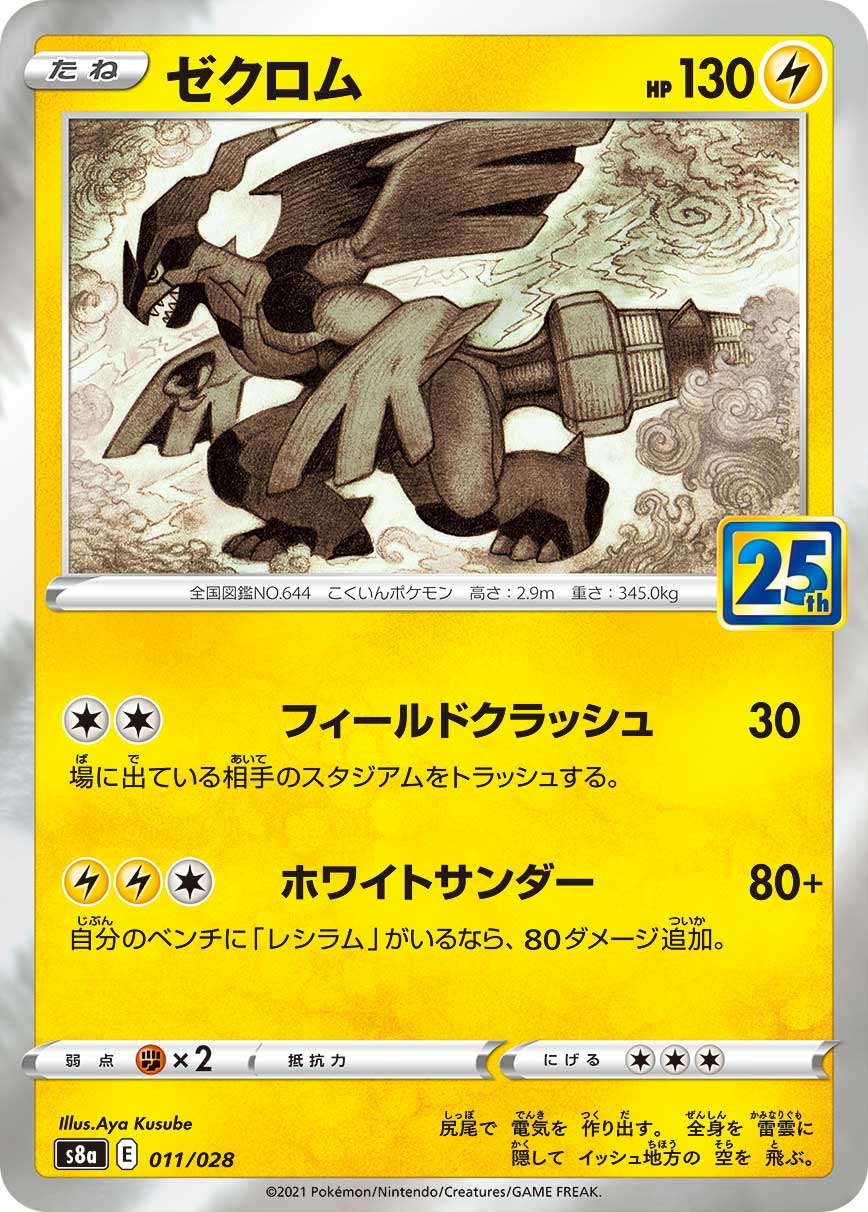 たね ゼクロム HP 130
25th
全国図鑑NO.644 こくいんポケモン 高さ:2.9m 重さ:345.0kg
フィールドクラッシュ 30
場に出ている相手のスタジアムをトラッシュする。
ホワイトサンダー 80+
自分のベンチに「レシラム」がいるなら、80ダメージ追加。
弱点 ×2 抵抗力 にげる
Illus.Aya Kusube
s8a E 011/028
尻尾で 電気を 作り出す。 全身を 雷雲に
隠して イッシュ地方の 空を 飛ぶ。
©2021 Pokémon/Nintendo/Creatures/GAME FREAK.